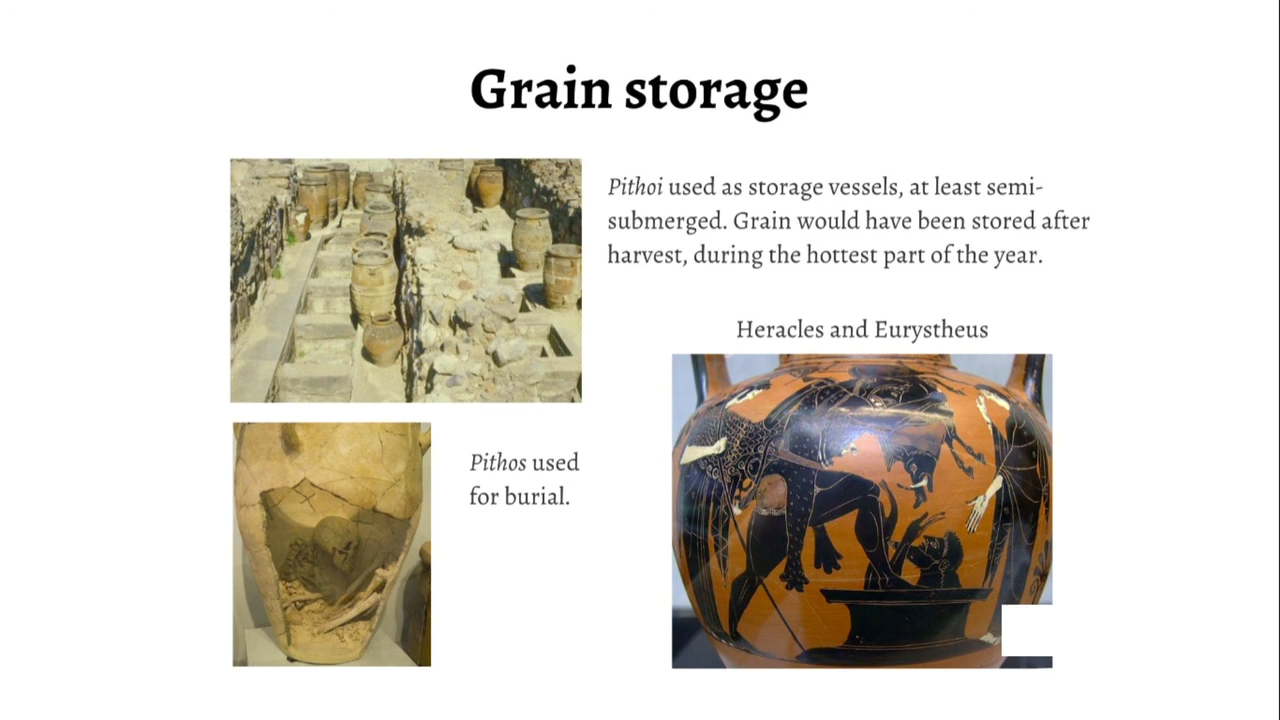 Grain storage
Pithoi used as storage vessels, at least semi-
submerged. Grain would have been stored after
harvest, during the hottest part of the year.
Heracles and Eurystheus
Pithos used
for burial.